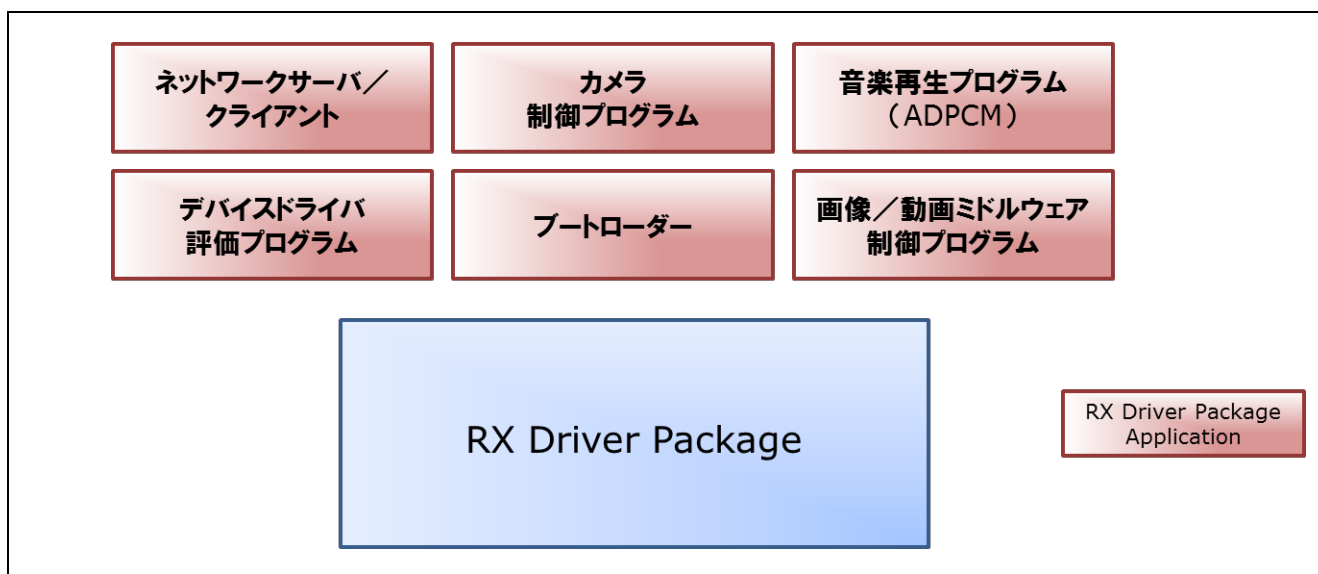 ネットワークサーバ／
クライアント
カメラ
制御プログラム
音楽再生プログラム
（ADPCM）
デバイスドライバ
評価プログラム
ブートローダー
画像／動画ミドルウェア
制御プログラム
RX Driver Package
RX Driver Package
Application